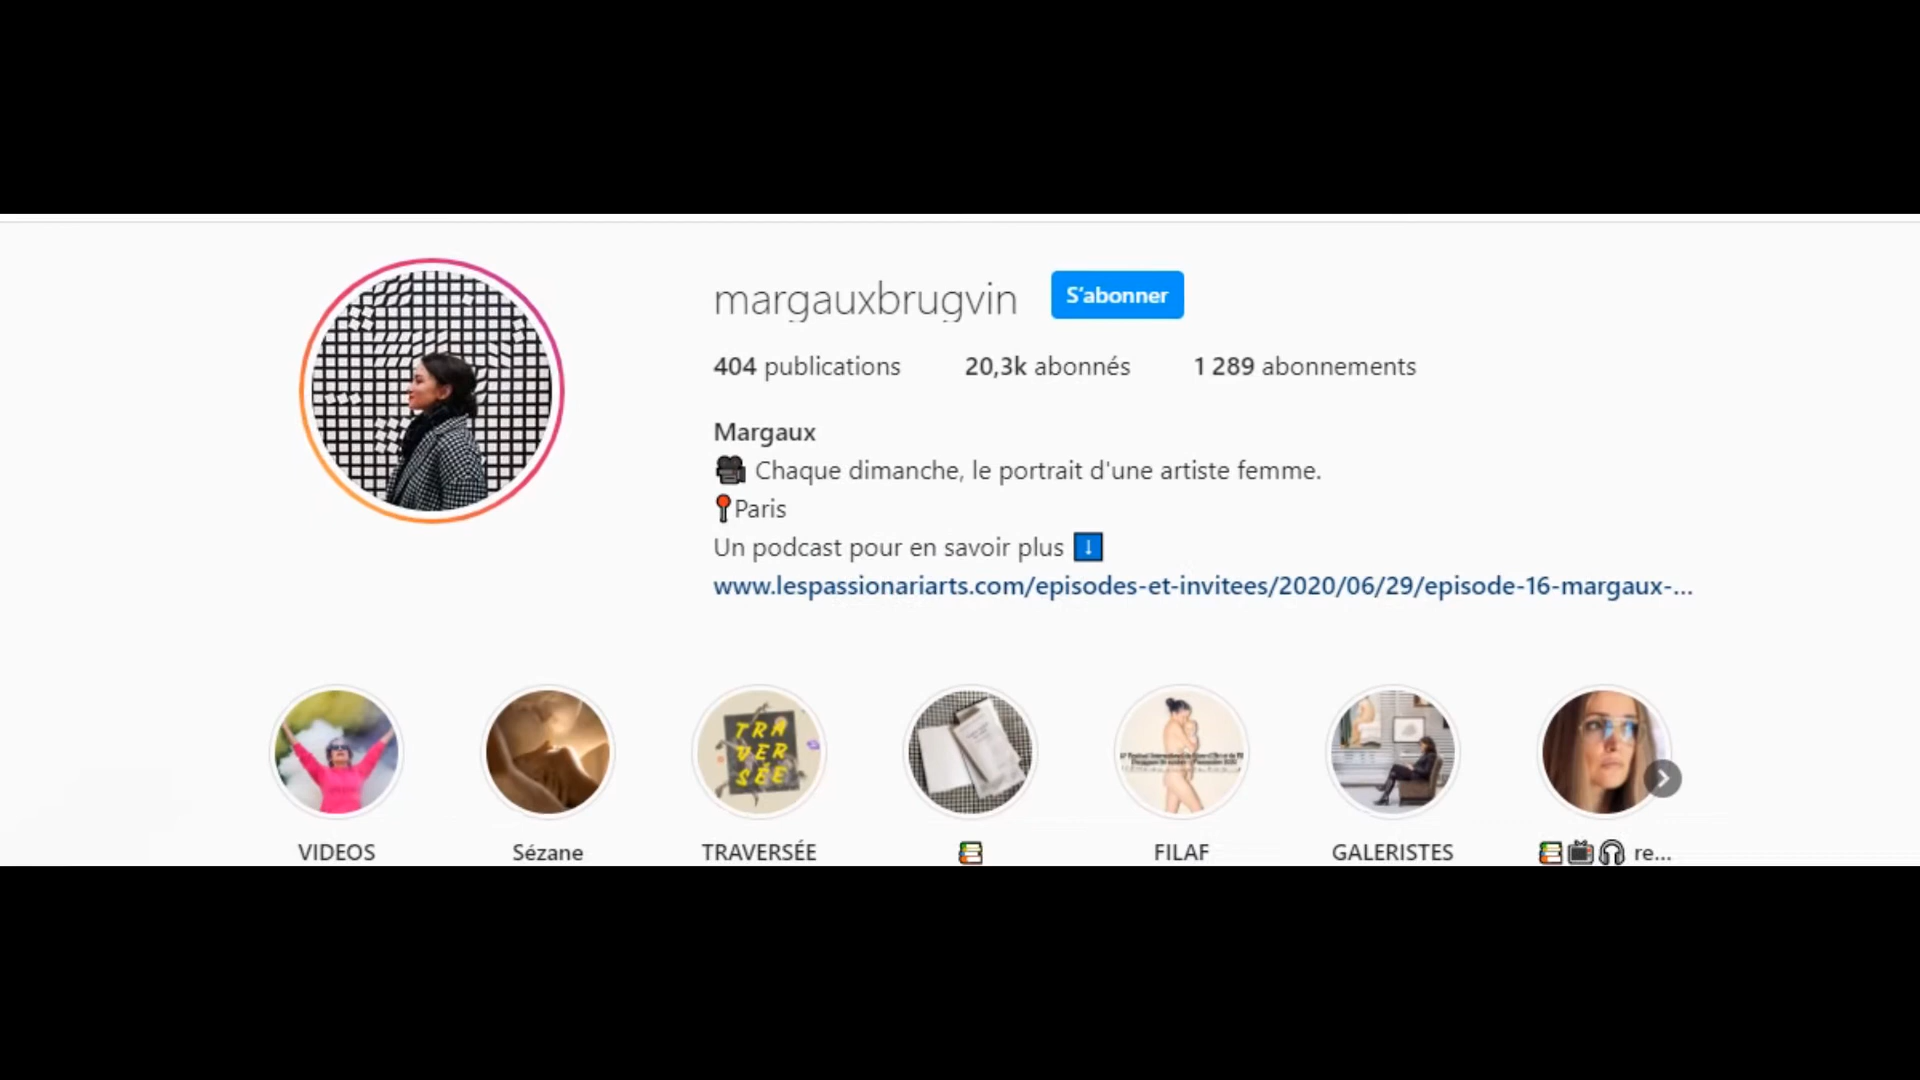 margauxbrugvin S'abonner
404 publications 20,3k abonnés 1 289 abonnements
Margaux
🎥 Chaque dimanche, le portrait d'une artiste femme.
📍Paris
Un podcast pour en savoir plus ⬇️
www.lespassionariarts.com/episodes-et-invitees/2020/06/29/episode-16-margaux-...
TRA
VER
SÉE
VIDEOS Sézane TRAVERSÉE 📚 FILAF GALERISTES 📚📺🎧 re...